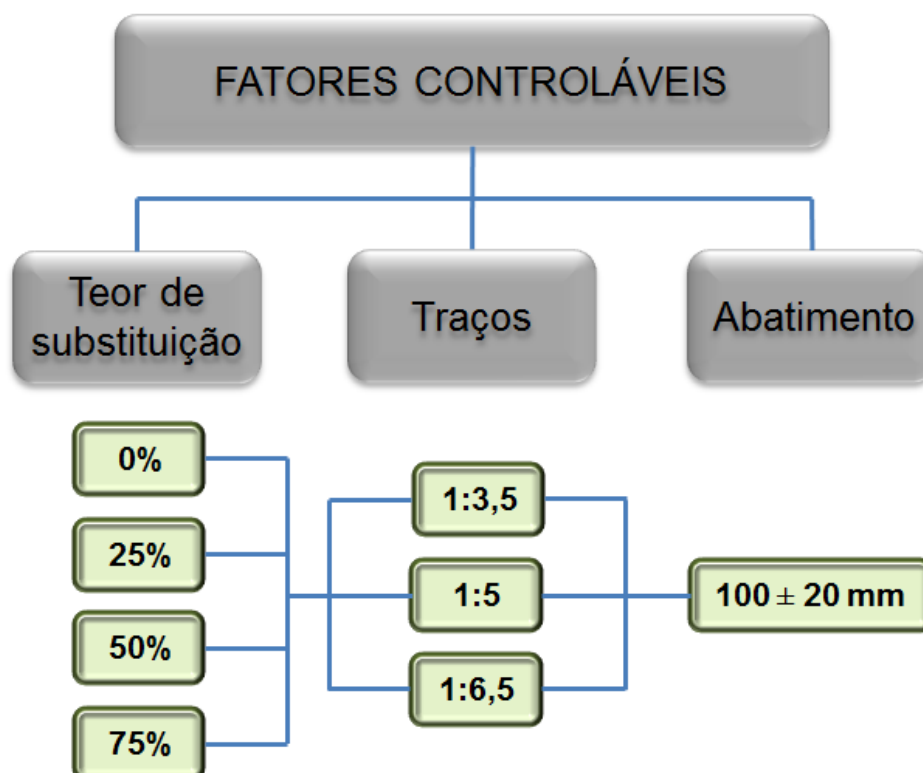 FATORES CONTROLÁVEIS
Teor de
substituição
Traços
Abatimento
0%
25%
50%
75%
1:3,5
1:5
1:6,5
100 ± 20 mm